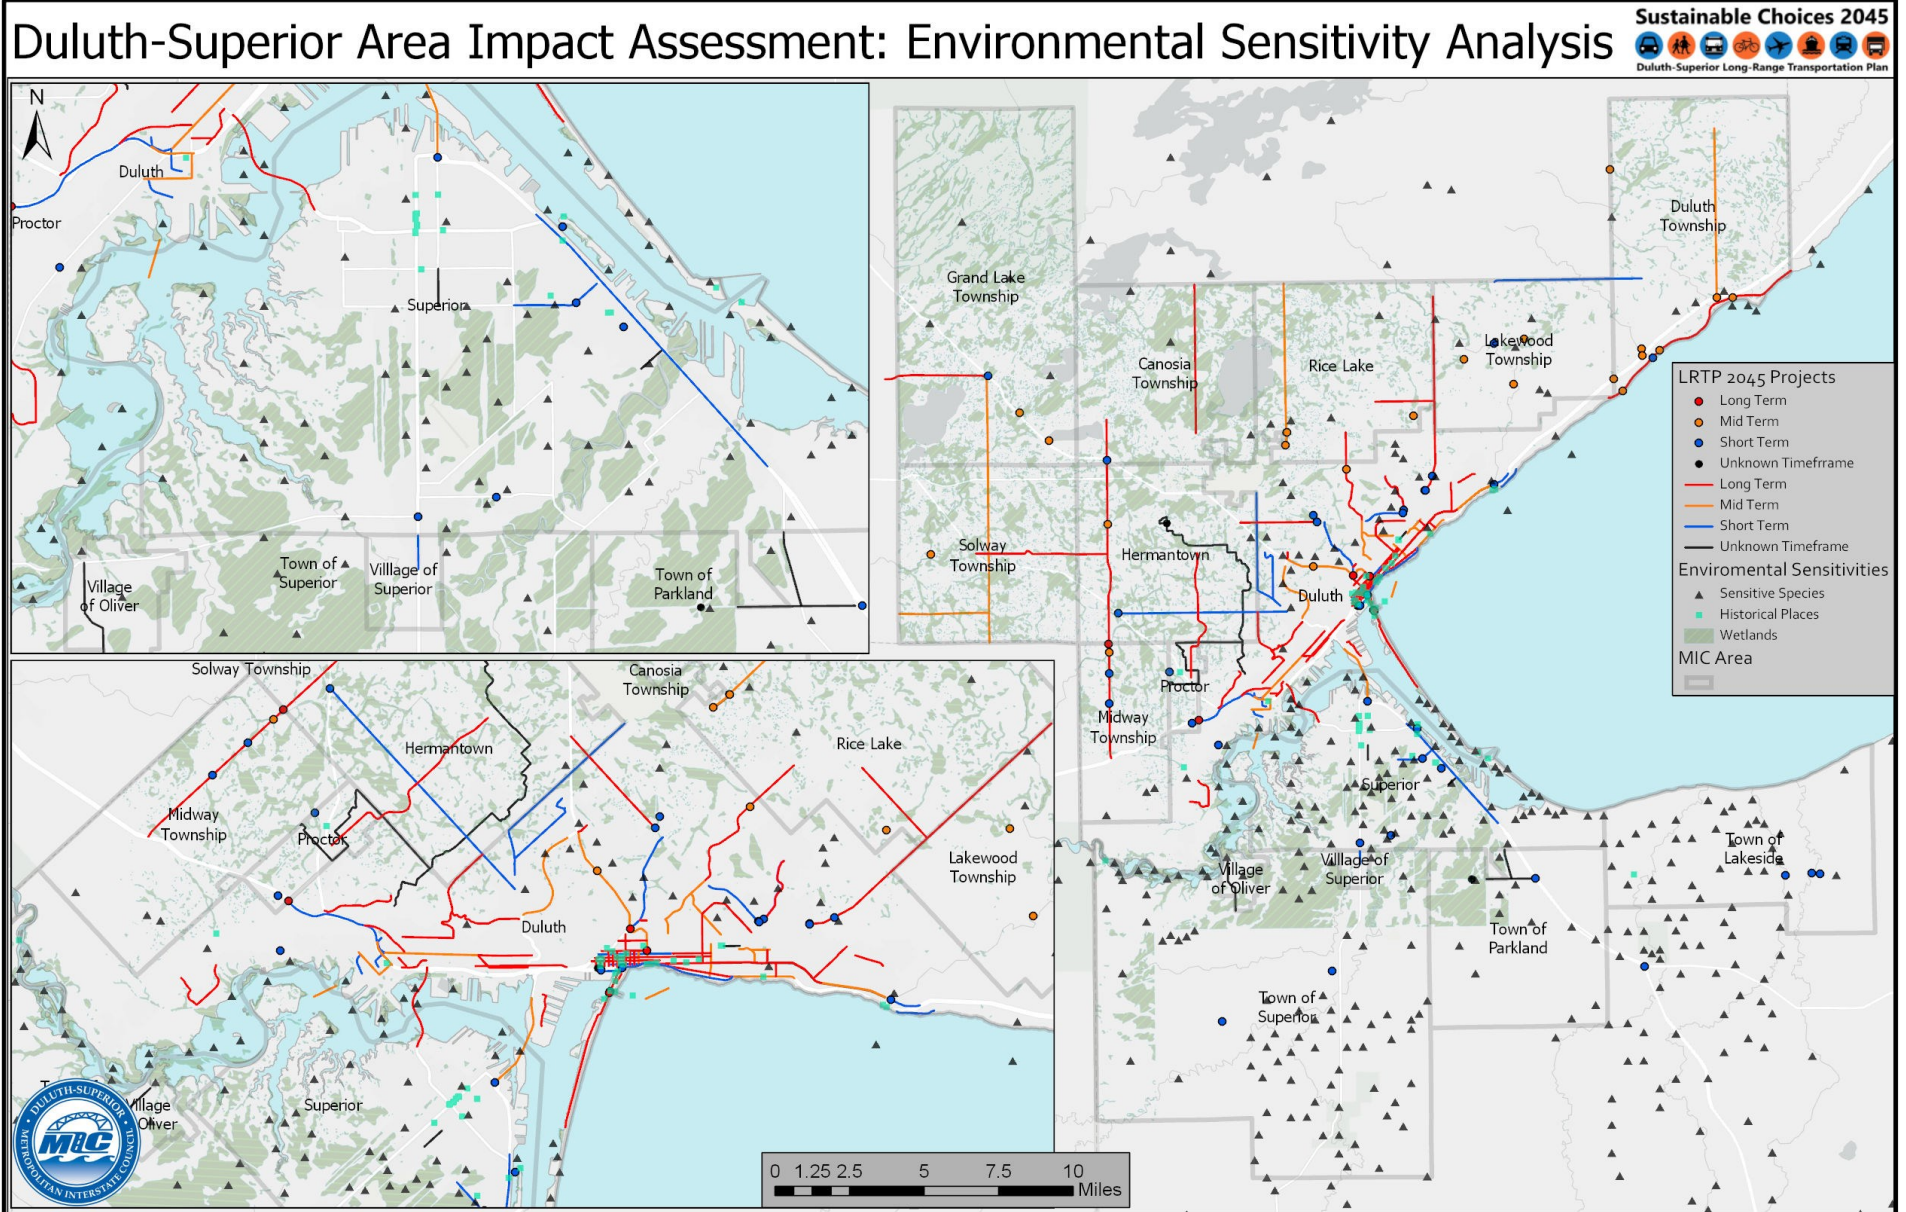 Duluth-Superior Area Impact Assessment: Environmental Sensitivity Analysis
Sustainable Choices 2045
Duluth-Superior Long-Range Transportation Plan
N
Duluth
Proctor
Superior
Village
of Oliver
Town of
Superior
Villlage of
Superior
Town of
Parkland
Solway Township
Canosia
Township
Hermantown
Rice Lake
Midway
Township
Proctor
Lakewood
Township
Duluth
Superior
Village
Oliver
DULUTH-SUPERIOR
MIC
METROPOLITAN INTERSTATE COUNCIL
Duluth
Township
Grand Lake
Township
Canosia
Township
Rice Lake
Lakewood
Township
Solway
Township
Hermantown
Duluth
Proctor
Midway
Township
Superior
Village
of Oliver
Village of
Superior
Town of
Lakeside
Town of
Parkland
Town of
Superior
LRTP 2045 Projects
Long Term
Mid Term
Short Term
Unknown Timefrrame
Long Term
Mid Term
Short Term
Unknown Timeframe
Enviromental Sensitivities
Sensitive Species
Historical Places
Wetlands
MIC Area
0 1.25 2.5 5 7.5 10
Miles